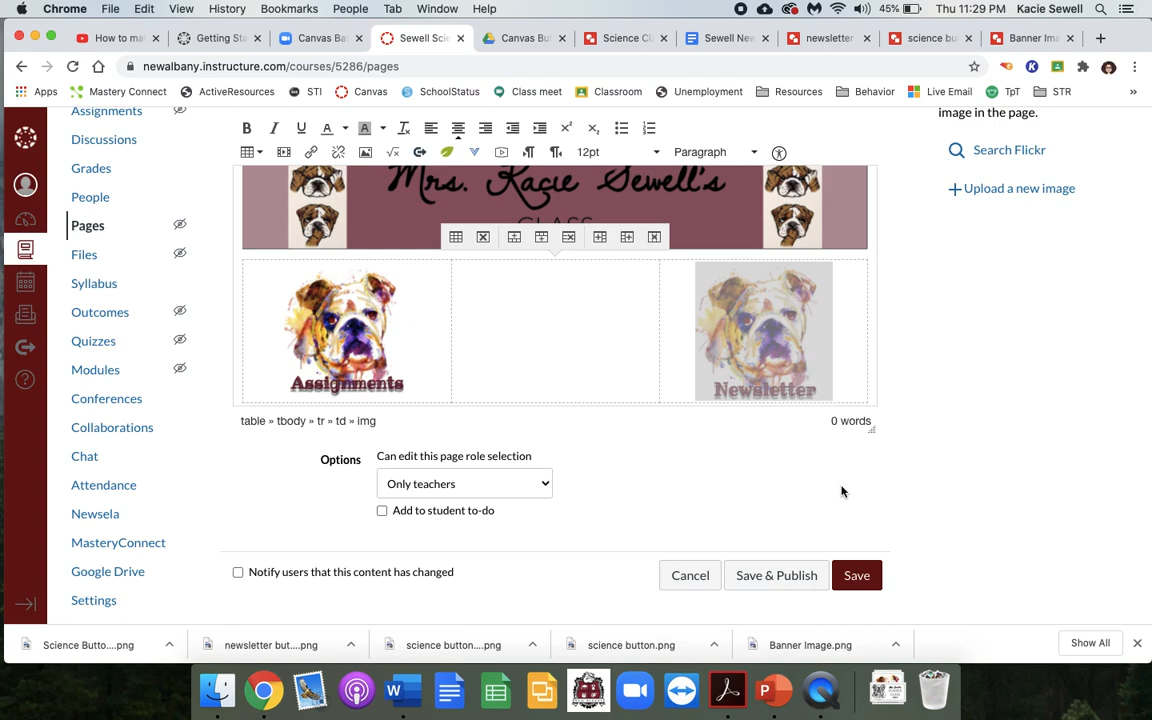 Chrome File Edit View History Bookmarks People Tab Window Help 45% Thu 11:29 PM Kacie Sewell
How to ma Getting Sta Canvas Bas Sewell Scie Canvas But Science Cl Sewell New newsletter science bu Banner Ima
newalbany.instructure.com/courses/5286/pages
Apps Mastery Connect ActiveResources STI Canvas SchoolStatus Class meet Classroom Unemployment Resources Behavior Live Email TpT STR »
Assignments
Discussions
Grades
People
Pages
Files
Syllabus
Outcomes
Quizzes
Modules
Conferences
Collaborations
Chat
Attendance
Newsela
MasteryConnect
Google Drive
Settings
B I U A A
12pt Paragraph
Mrs. Kacie Sewell's
CLASS
Assignments
Newsletter
table » tbody » tr » td » img 0 words
Options Can edit this page role selection
Only teachers
Add to student to-do
Notify users that this content has changed Cancel Save & Publish Save
image in the page.
Search Flickr
Upload a new image
Science Butto....png newsletter but....png science button....png science button.png Banner Image.png Show All